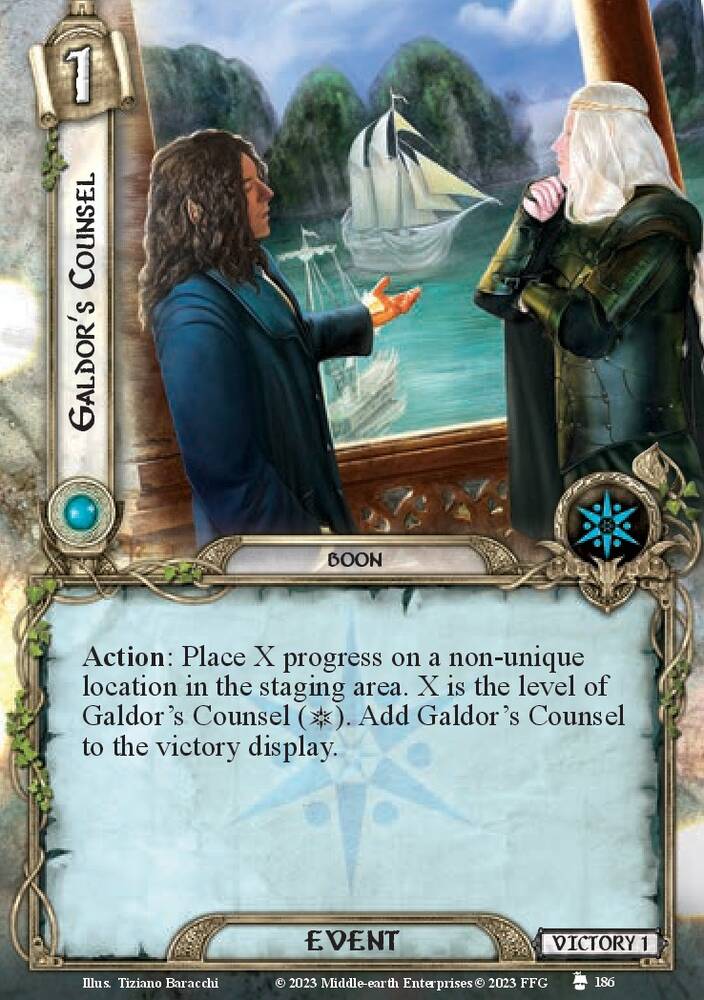 1
GALDOR'S COUNSEL
BOON
Action: Place X progress on a non-unique
location in the staging area. X is the level of
Galdor's Counsel ( ). Add Galdor's Counsel
to the victory display.
EVENT
VICTORY 1
Illus. Tiziano Baracchi © 2023 Middle-earth Enterprises © 2023 FFG 186